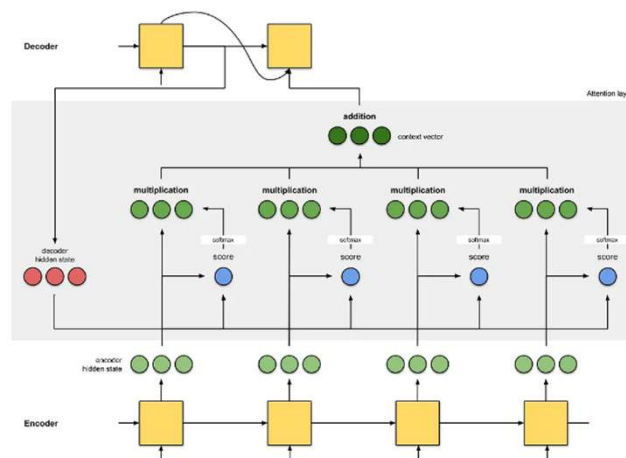 Decoder
Attention lay
addition
context vector
multiplication
multiplication
multiplication
multiplication
softmax
softmax
softmax
softmax
decoder
hidden state
score
score
score
score
encoder
hidden state
Encoder